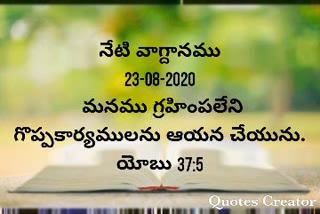 నేటి వాగ్దానము
23-08-2020
మనము గ్రహింపలేని
గొప్పకార్యములను ఆయన చేయును.
యోబు 37:5
Quotes Creator